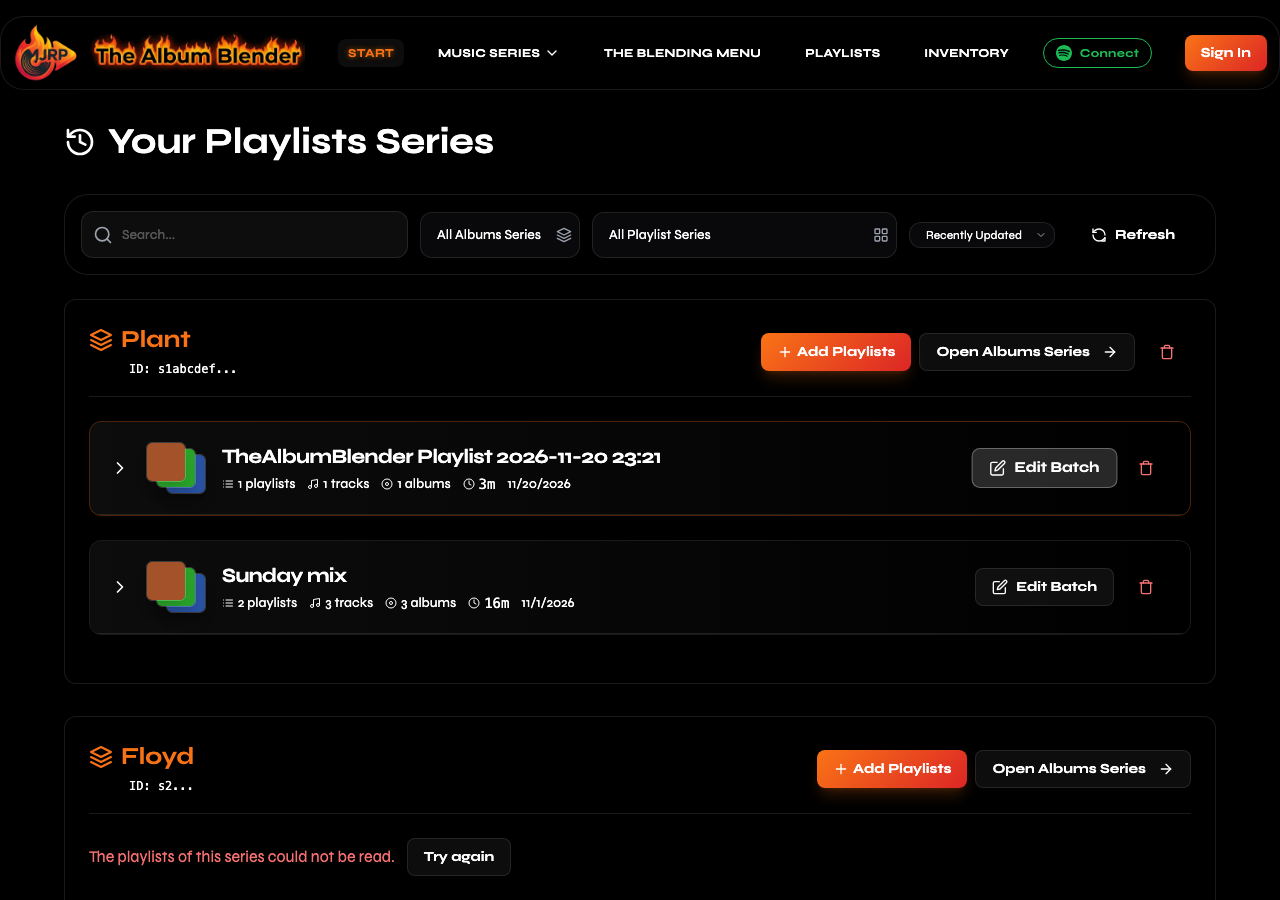 MJRP The Album Blender START MUSIC SERIES THE BLENDING MENU PLAYLISTS INVENTORY Connect Sign In
Your Playlists Series
Search... All Albums Series All Playlist Series Recently Updated Refresh
Plant
+ Add Playlists Open Albums Series →
ID: s1abcdef...
TheAlbumBlender Playlist 2026-11-20 23:21
1 playlists 1 tracks 1 albums 3m 11/20/2026
Edit Batch
Sunday mix
2 playlists 3 tracks 3 albums 16m 11/1/2026
Edit Batch
Floyd
+ Add Playlists Open Albums Series →
ID: s2...
The playlists of this series could not be read. Try again